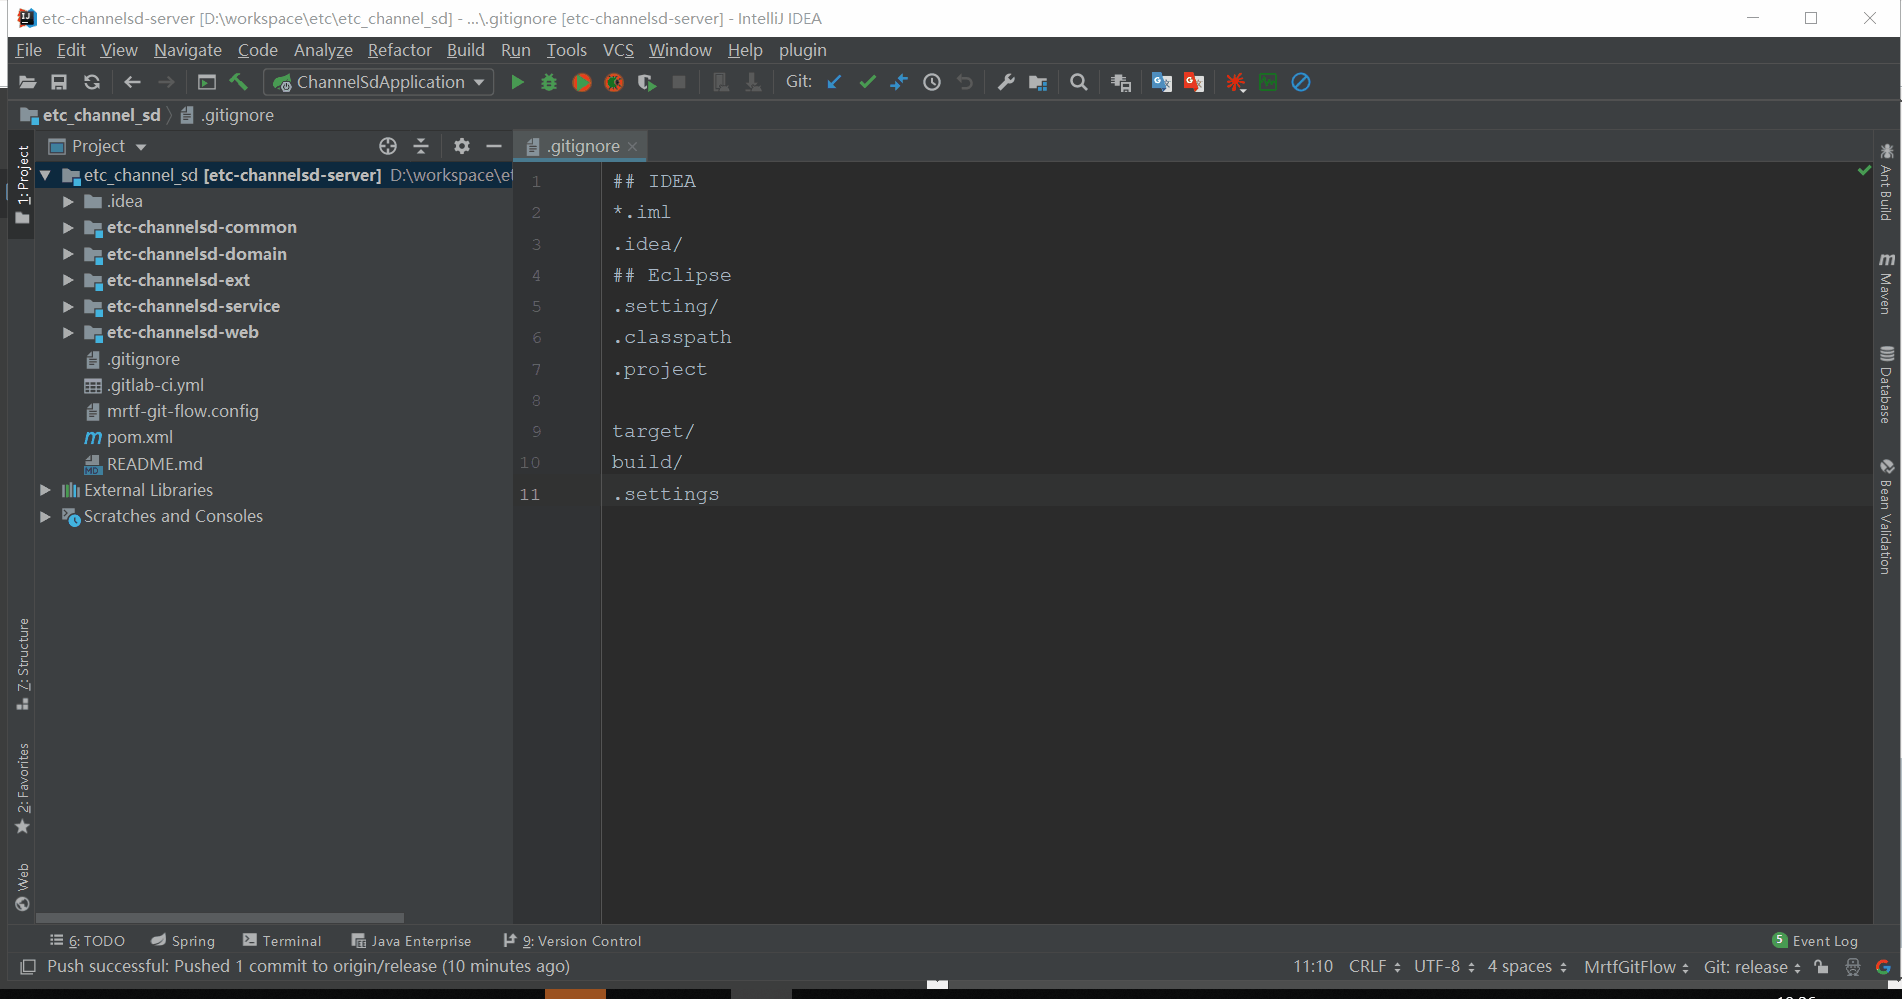 etc-channelsd-server [D:\workspace\etc\etc_channel_sd] - ...\.gitignore [etc-channelsd-server] - IntelliJ IDEA
File Edit View Navigate Code Analyze Refactor Build Run Tools VCS Window Help plugin
ChannelSdApplication Git:
etc_channel_sd .gitignore
1: Project
Project
.gitignore
etc_channel_sd [etc-channelsd-server] D:\workspace\et
.idea
etc-channelsd-common
etc-channelsd-domain
etc-channelsd-ext
etc-channelsd-service
etc-channelsd-web
.gitignore
.gitlab-ci.yml
mrtf-git-flow.config
pom.xml
README.md
External Libraries
Scratches and Consoles
1 ## IDEA
2 *.iml
3 .idea/
4 ## Eclipse
5 .setting/
6 .classpath
7 .project
8
9 target/
10 build/
11 .settings
Ant Build
Maven
Database
Bean Validation
7: Structure
2: Favorites
Web
6: TODO Spring Terminal Java Enterprise 9: Version Control 5 Event Log
Push successful: Pushed 1 commit to origin/release (10 minutes ago) 11:10 CRLF UTF-8 4 spaces MrtfGitFlow Git: release